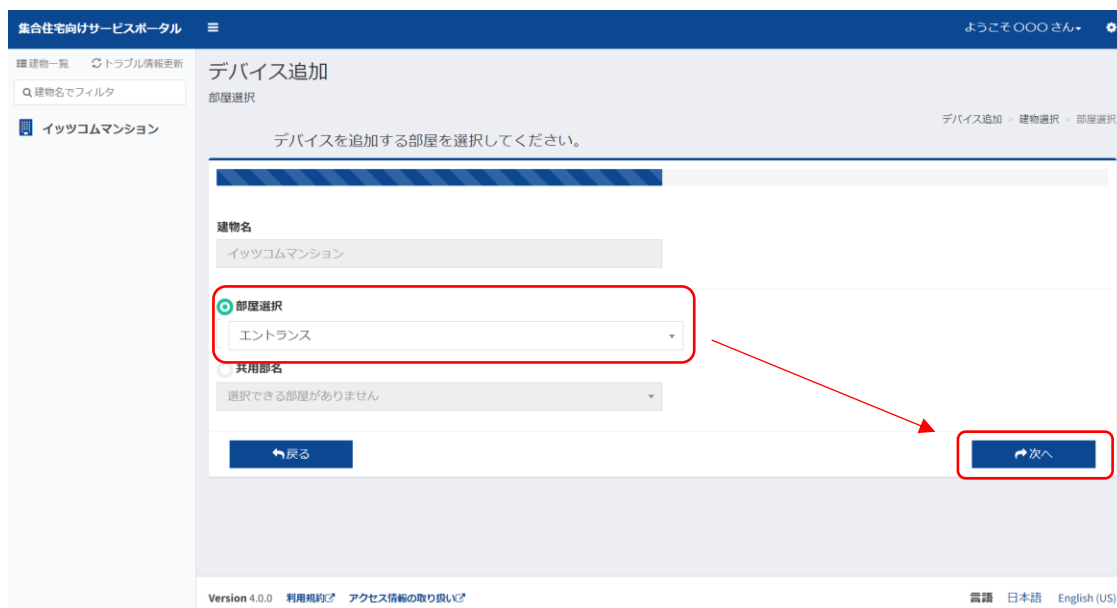 集合住宅向けサービスポータル
ようこそ〇〇〇さん
建物一覧 トラブル情報更新
建物名でフィルタ
イッツコムマンション
デバイス追加
部屋選択
デバイス追加 > 建物選択 > 部屋選択
デバイスを追加する部屋を選択してください。
建物名
イッツコムマンション
部屋選択
エントランス
共用部名
選択できる部屋がありません
戻る
次へ
Version 4.0.0 利用規約 アクセス情報の取り扱い
言語 日本語 English (US)